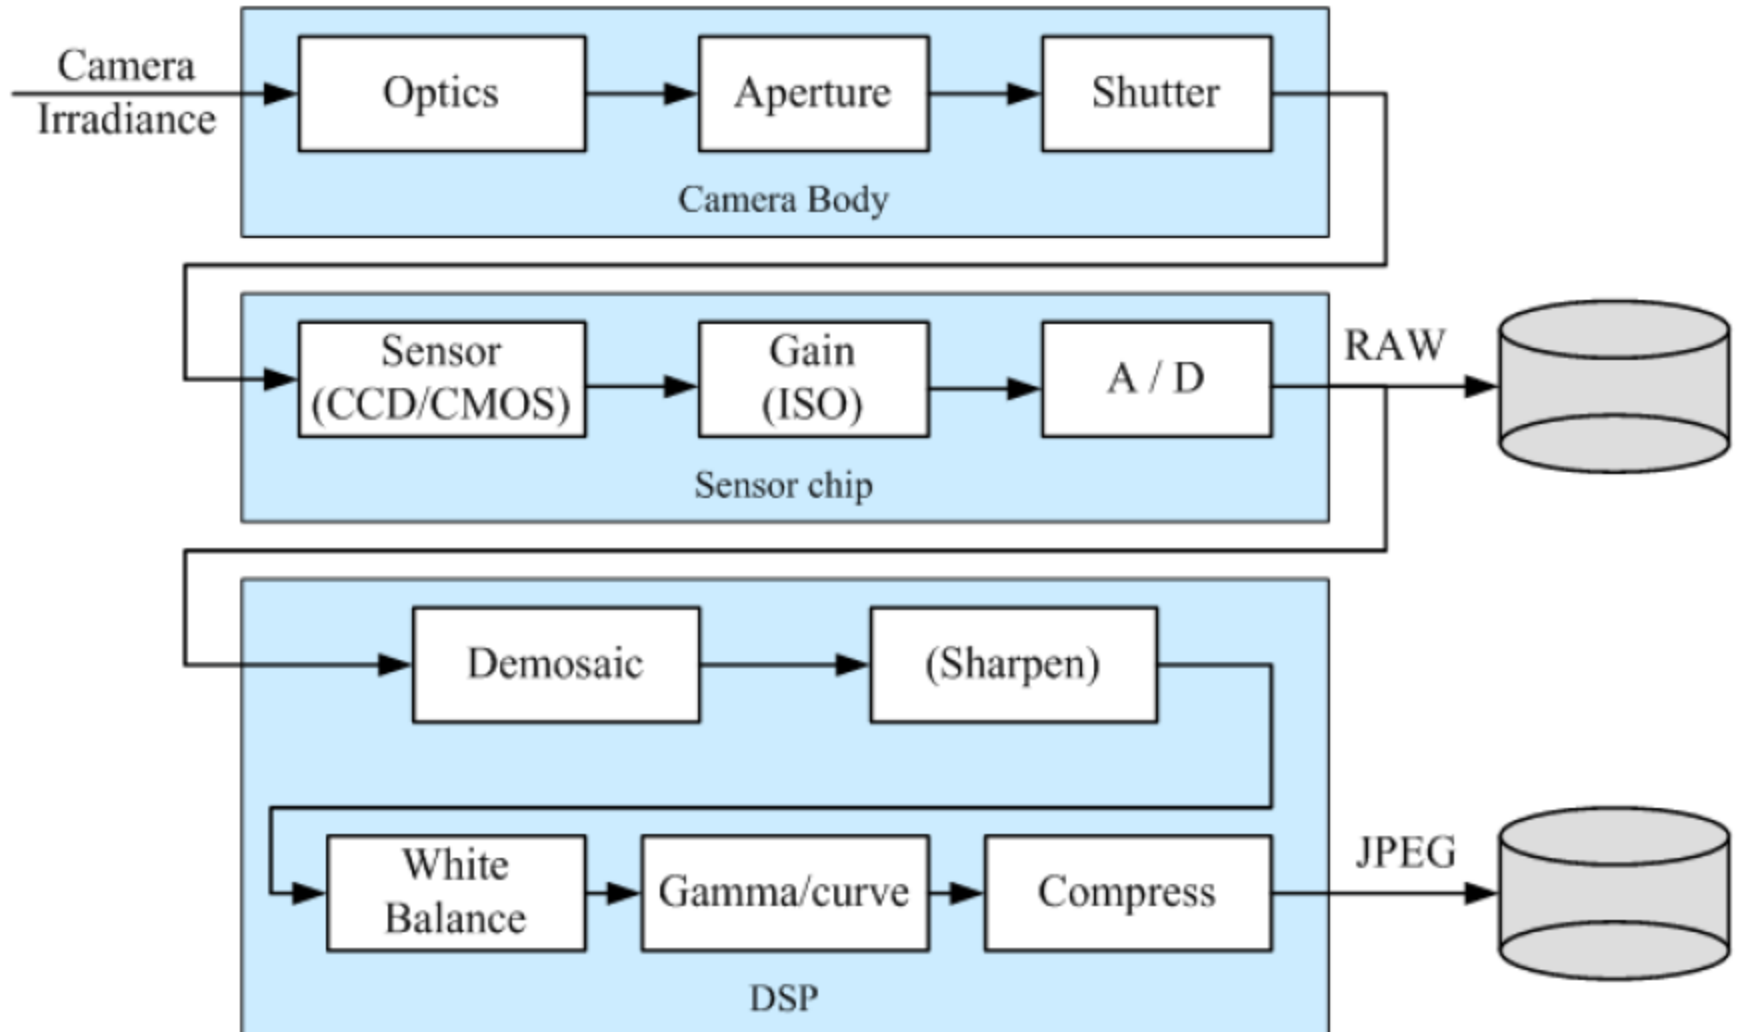 Camera
Irradiance
Optics
Aperture
Shutter
Camera Body
Sensor
(CCD/CMOS)
Gain
(ISO)
A / D
RAW
Sensor chip
Demosaic
(Sharpen)
White
Balance
Gamma/curve
Compress
JPEG
DSP